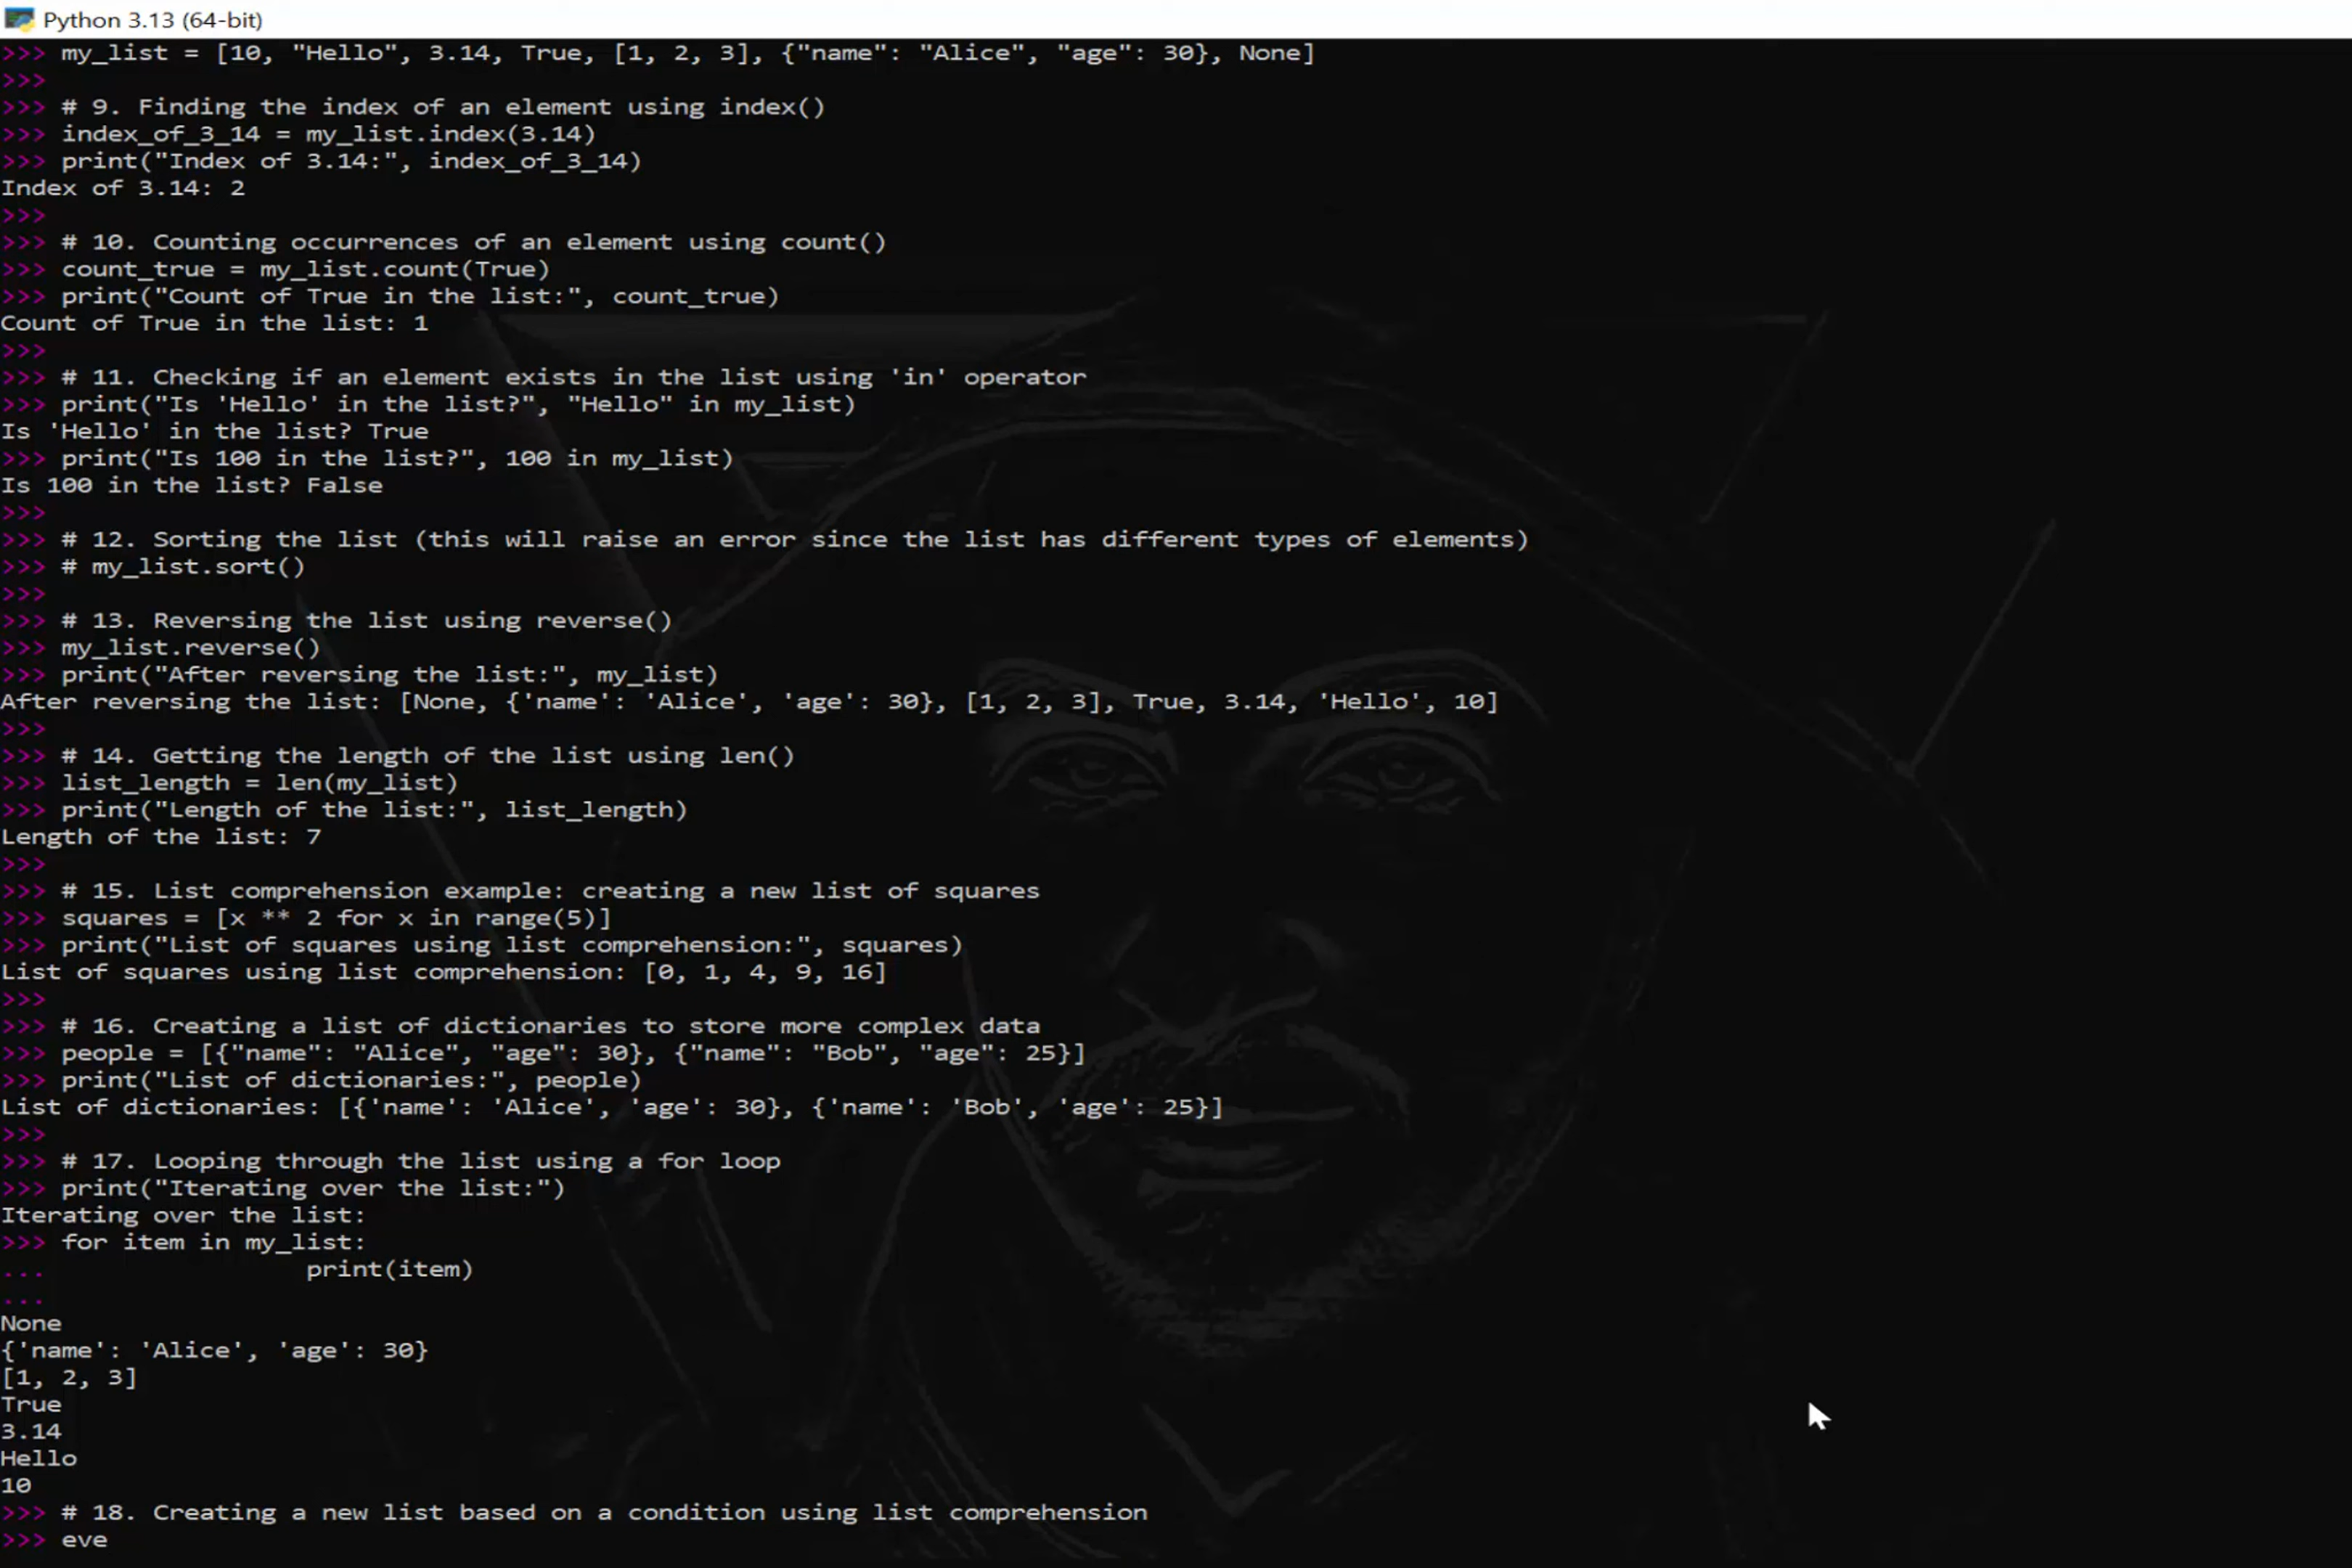 Python 3.13 (64-bit)
>>> my_list = [10, "Hello", 3.14, True, [1, 2, 3], {"name": "Alice", "age": 30}, None]
>>>
>>> # 9. Finding the index of an element using index()
>>> index_of_3_14 = my_list.index(3.14)
>>> print("Index of 3.14:", index_of_3_14)
Index of 3.14: 2
>>>
>>> # 10. Counting occurrences of an element using count()
>>> count_true = my_list.count(True)
>>> print("Count of True in the list:", count_true)
Count of True in the list: 1
>>>
>>> # 11. Checking if an element exists in the list using 'in' operator
>>> print("Is 'Hello' in the list?", "Hello" in my_list)
Is 'Hello' in the list? True
>>> print("Is 100 in the list?", 100 in my_list)
Is 100 in the list? False
>>>
>>> # 12. Sorting the list (this will raise an error since the list has different types of elements)
>>> # my_list.sort()
>>>
>>> # 13. Reversing the list using reverse()
>>> my_list.reverse()
>>> print("After reversing the list:", my_list)
After reversing the list: [None, {'name': 'Alice', 'age': 30}, [1, 2, 3], True, 3.14, 'Hello', 10]
>>>
>>> # 14. Getting the length of the list using len()
>>> list_length = len(my_list)
>>> print("Length of the list:", list_length)
Length of the list: 7
>>>
>>> # 15. List comprehension example: creating a new list of squares
>>> squares = [x ** 2 for x in range(5)]
>>> print("List of squares using list comprehension:", squares)
List of squares using list comprehension: [0, 1, 4, 9, 16]
>>>
>>> # 16. Creating a list of dictionaries to store more complex data
>>> people = [{"name": "Alice", "age": 30}, {"name": "Bob", "age": 25}]
>>> print("List of dictionaries:", people)
List of dictionaries: [{'name': 'Alice', 'age': 30}, {'name': 'Bob', 'age': 25}]
>>>
>>> # 17. Looping through the list using a for loop
>>> print("Iterating over the list:")
Iterating over the list:
>>> for item in my_list:
...                 print(item)
...
None
{'name': 'Alice', 'age': 30}
[1, 2, 3]
True
3.14
Hello
10
>>> # 18. Creating a new list based on a condition using list comprehension
>>> eve